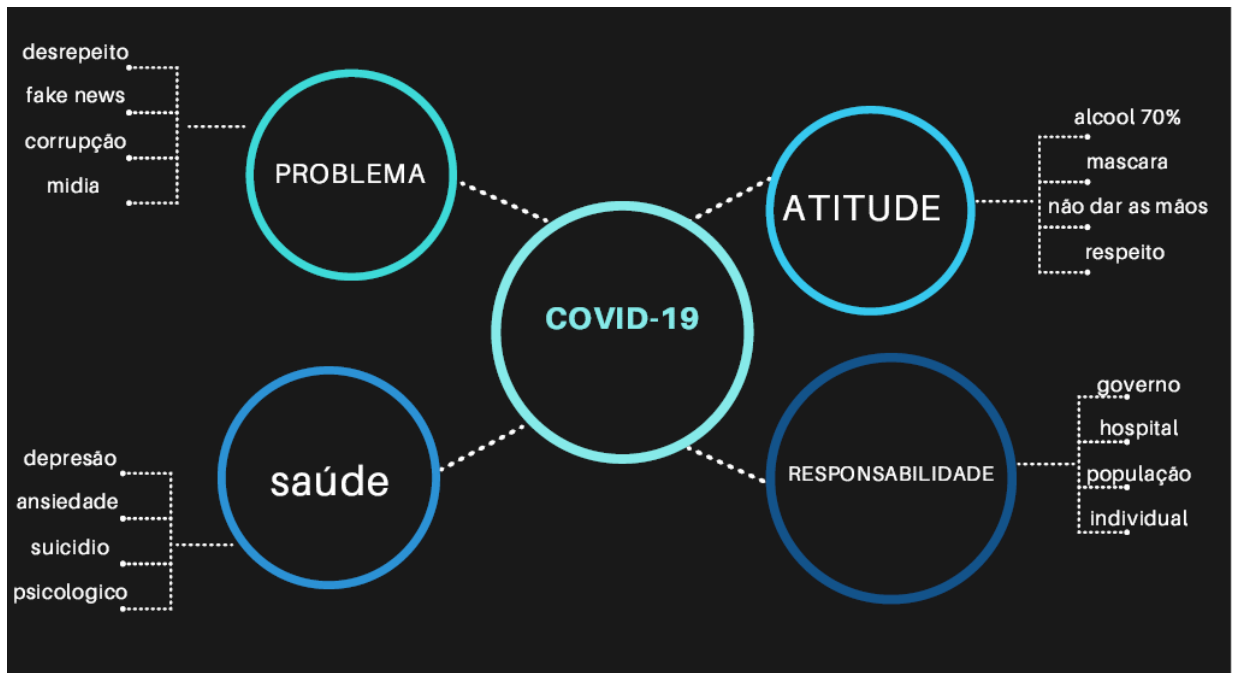 desrepeito
fake news
corrupção
midia
PROBLEMA
ATITUDE
alcool 70%
mascara
não dar as mãos
respeito
COVID-19
depresão
ansiedade
suicidio
psicologico
saúde
RESPONSABILIDADE
governo
hospital
população
individual